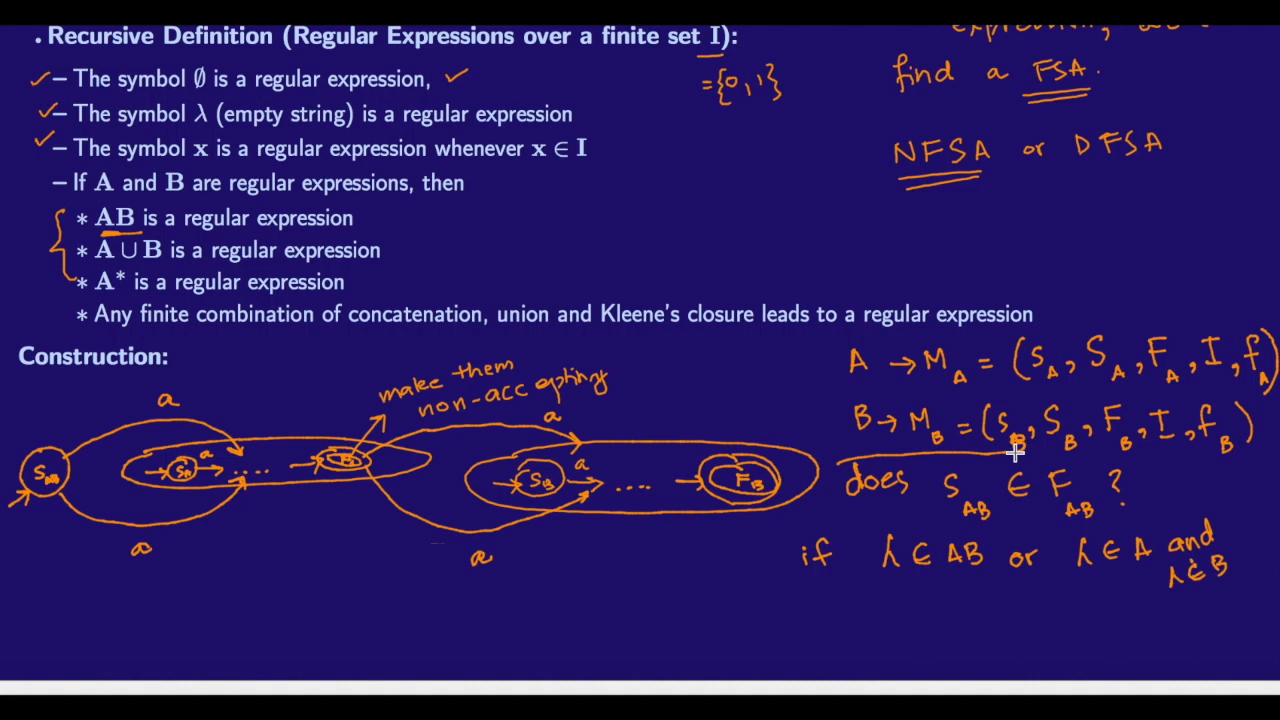 . Recursive Definition (Regular Expressions over a finite set I):
= {0, 1}
– The symbol ∅ is a regular expression,
– The symbol λ (empty string) is a regular expression
– The symbol x is a regular expression whenever x ∈ I
– If A and B are regular expressions, then
∗ AB is a regular expression
∗ A ∪ B is a regular expression
∗ A* is a regular expression
∗ Any finite combination of concatenation, union and Kleene's closure leads to a regular expression
find a FSA.
NFSA or DFSA
Construction:
make them
non-accepting
a
a
S_AB
a
S_A
a
....
a
S_B
a
....
F_B
a
A → M_A = (s_A, S_A, F_A, I, f_A)
B → M_B = (s_B, S_B, F_B, I, f_B)
does s_AB ∈ F_AB ?
if λ ∈ AB or λ ∈ A and
λ ∈ B